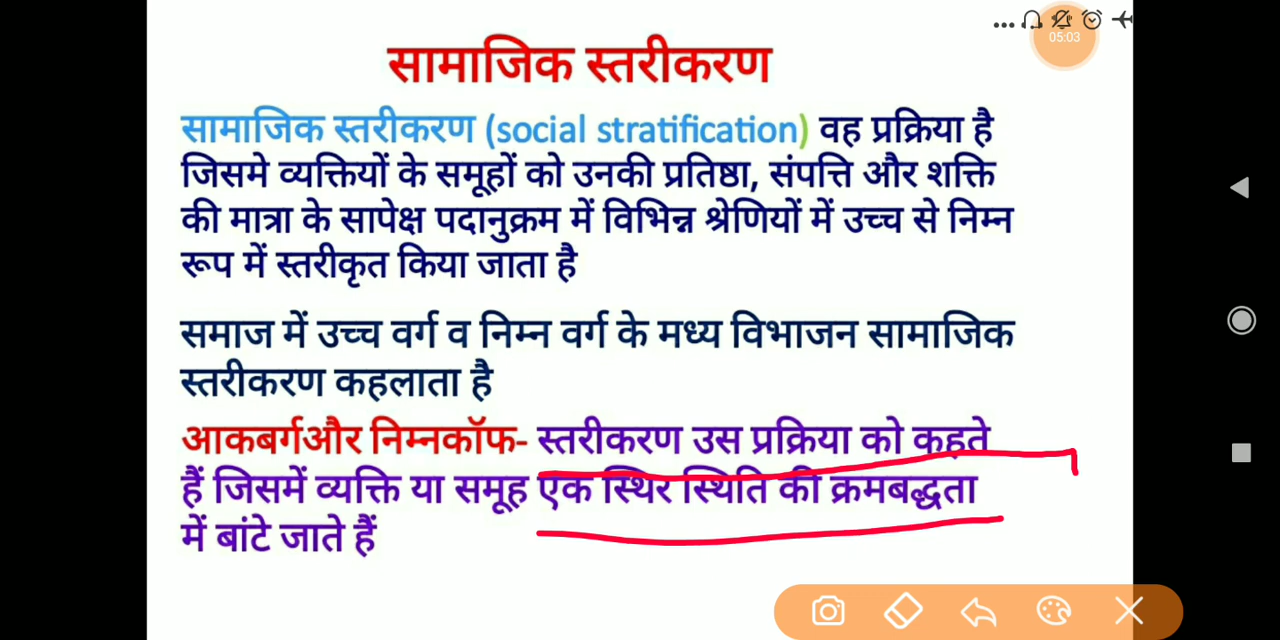 05:03
सामाजिक स्तरीकरण
सामाजिक स्तरीकरण (social stratification) वह प्रक्रिया है
जिसमे व्यक्तियों के समूहों को उनकी प्रतिष्ठा, संपत्ति और शक्ति
की मात्रा के सापेक्ष पदानुक्रम में विभिन्न श्रेणियों में उच्च से निम्न
रूप में स्तरीकृत किया जाता है
समाज में उच्च वर्ग व निम्न वर्ग के मध्य विभाजन सामाजिक
स्तरीकरण कहलाता है
आकबर्गऔर निम्नकॉफ- स्तरीकरण उस प्रक्रिया को कहते
हैं जिसमें व्यक्ति या समूह एक स्थिर स्थिति की क्रमबद्धता
में बांटे जाते हैं